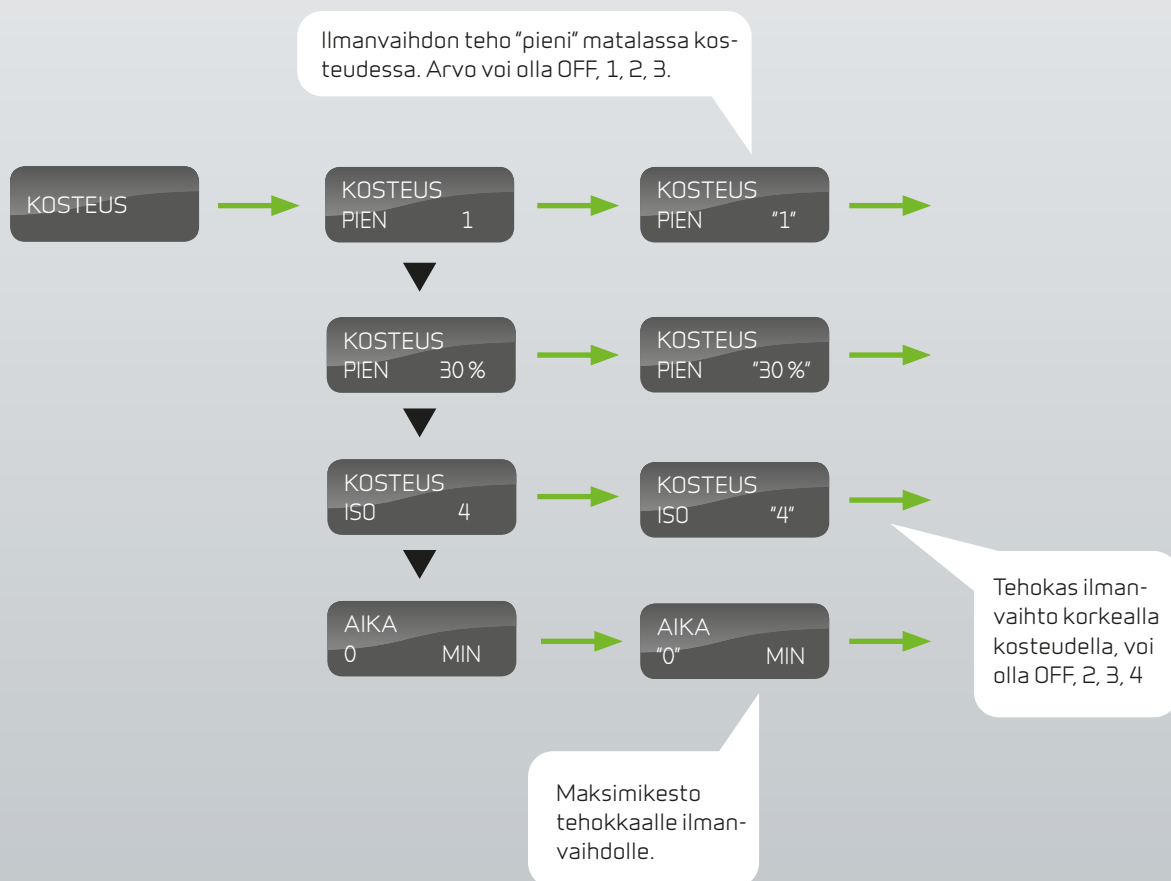 Ilmanvaihdon teho "pieni" matalassa kos-
teudessa. Arvo voi olla OFF, 1, 2, 3.
KOSTEUS
KOSTEUS
PIEN 1
KOSTEUS
PIEN "1"
KOSTEUS
PIEN 30 %
KOSTEUS
PIEN "30 %"
KOSTEUS
ISO 4
KOSTEUS
ISO "4"
Tehokas ilman-
vaihto korkealla
kosteudella, voi
olla OFF, 2, 3, 4
AIKA
0 MIN
AIKA
"0" MIN
Maksimikesto
tehokkaalle ilman-
vaihdolle.